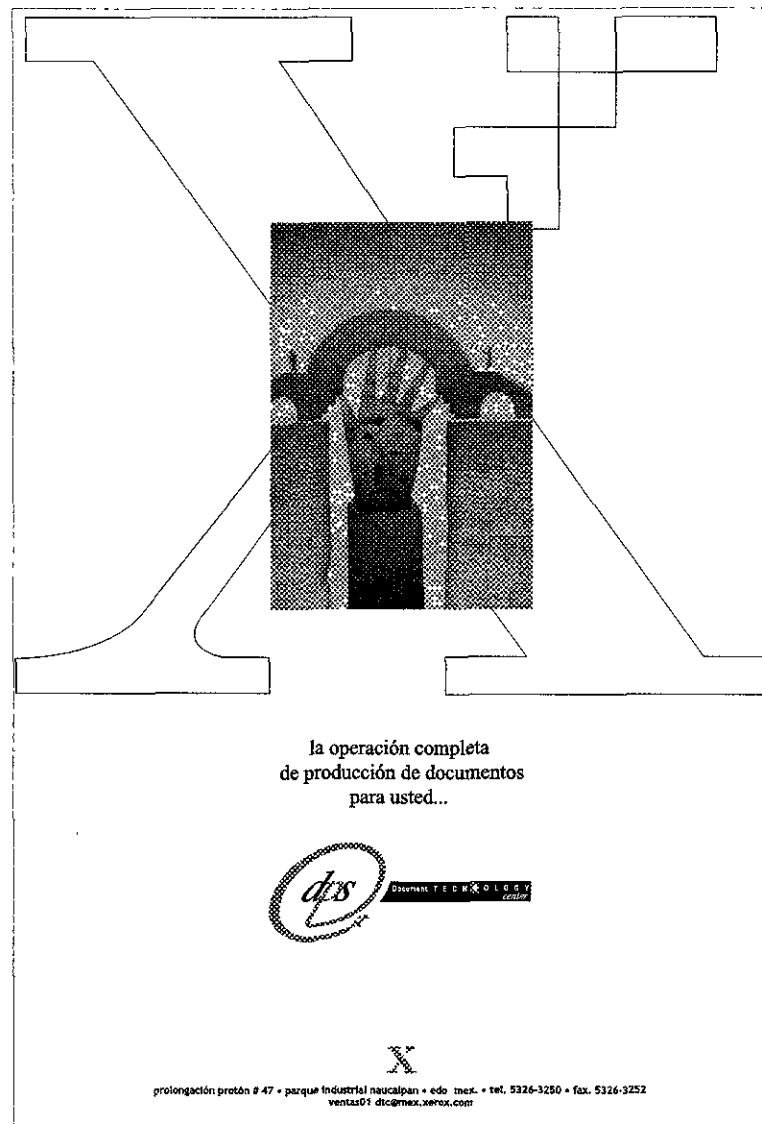 la operación completa
de producción de documentos
para usted...
dps
Document TECHNOLOGY
center
X
prolongación protón # 47 • parque industrial naucalpan • edo mex. • tel. 5326-3250 • fax. 5326-3252
ventas01 dtc@mex.xerox.com